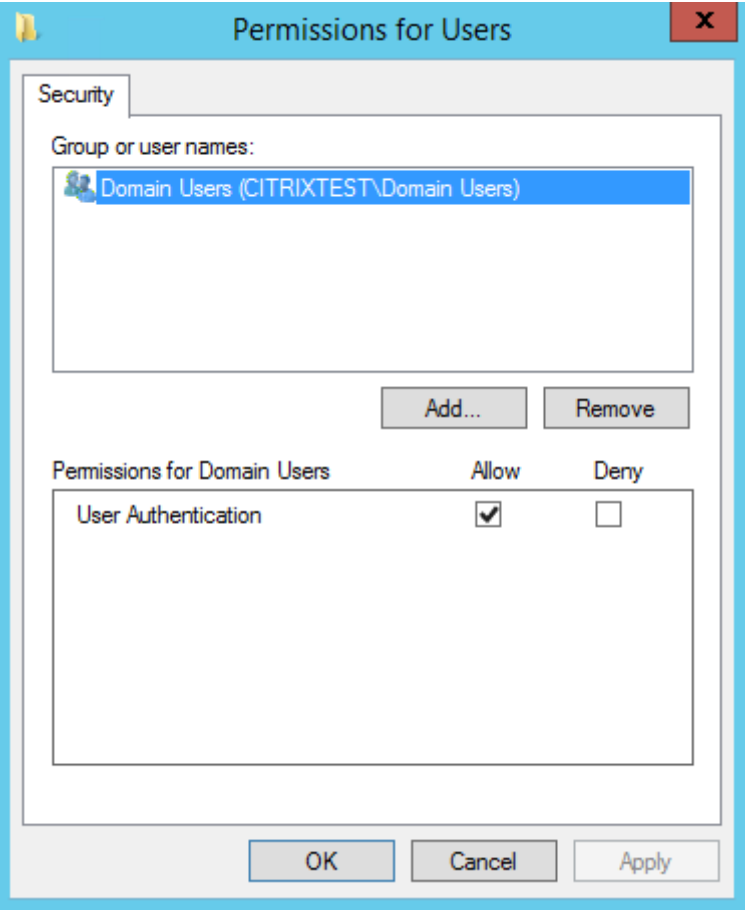 Permissions for Users
x
Security
Group or user names:
Domain Users (CITRIXTEST\Domain Users)
Add... Remove
Permissions for Domain Users Allow Deny
User Authentication
OK Cancel Apply